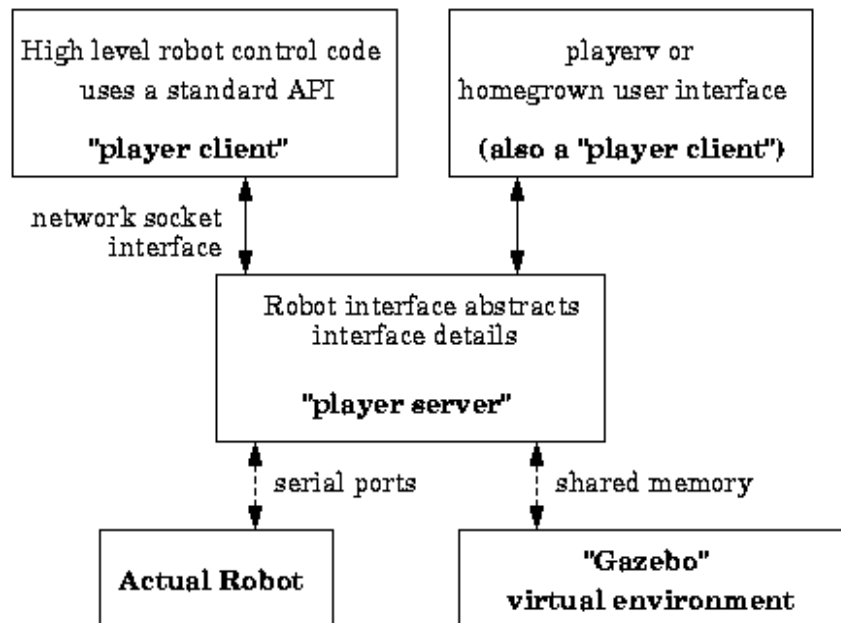 High level robot control code
uses a standard API
"player client"
playerv or
homegrown user interface
(also a "player client")
network socket
interface
Robot interface abstracts
interface details
"player server"
serial ports
shared memory
Actual Robot
"Gazebo"
virtual environment